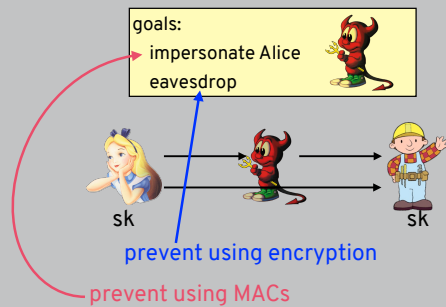 goals:
impersonate Alice
eavesdrop
sk
sk
prevent using encryption
prevent using MACs